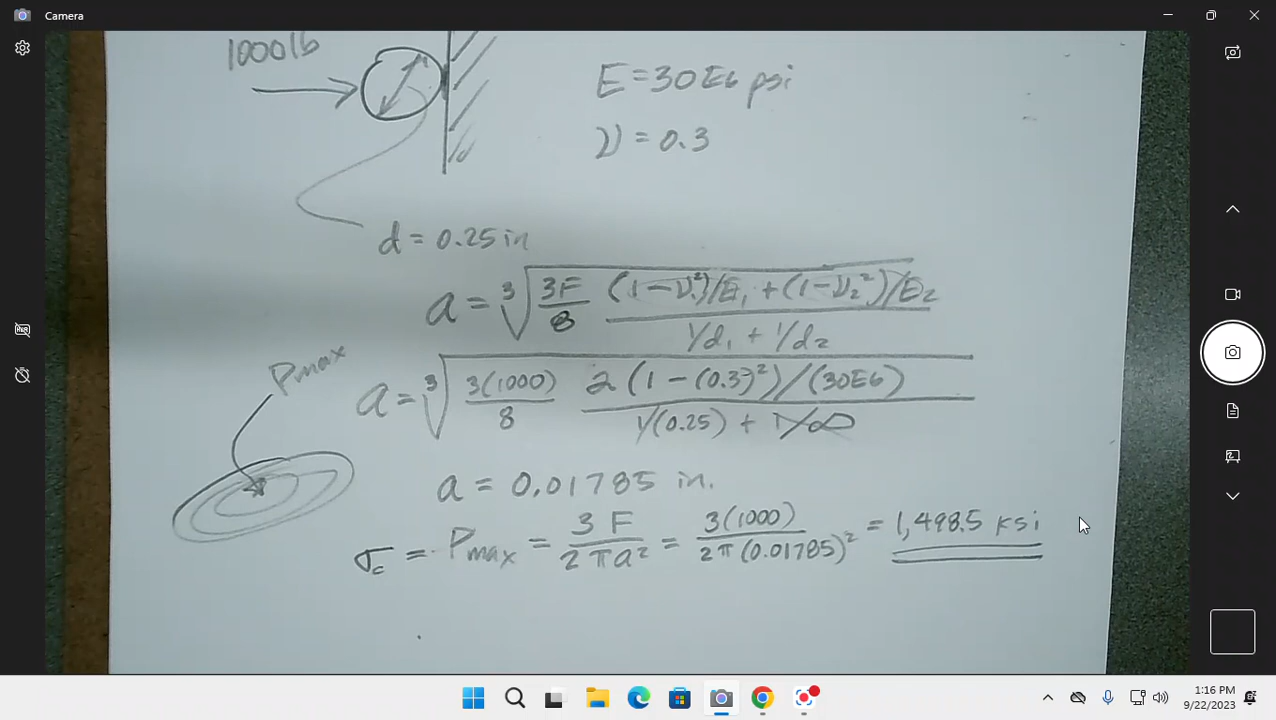 Camera
1000lb
E=30E6 psi
ν = 0.3
d = 0.25 in
a = ∛(3F/8 ((1-ν₁²)/E₁ + (1-ν₂²)/E₂)/(1/d₁ + 1/d₂))
Pmax
a = ∛(3(1000)/8 2(1-(0.3)²)/(30E6)/(1/(0.25) + 1/∞))
a = 0.01785 in.
σc = Pmax = 3F/2πa² = 3(1000)/2π(0.01785)² = 1,498.5 ksi
1:16 PM
9/22/2023